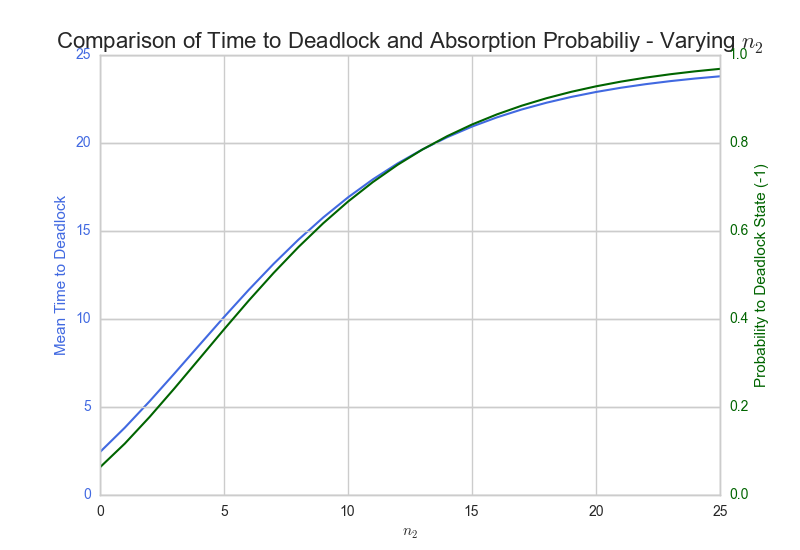 Comparison of Time to Deadlock and Absorption Probabiliy - Varying n₂
25
20
15
10
5
0
Mean Time to Deadlock
1.0
0.8
0.6
0.4
0.2
0.0
Probability to Deadlock State (-1)
0 5 10 15 20 25
n₂